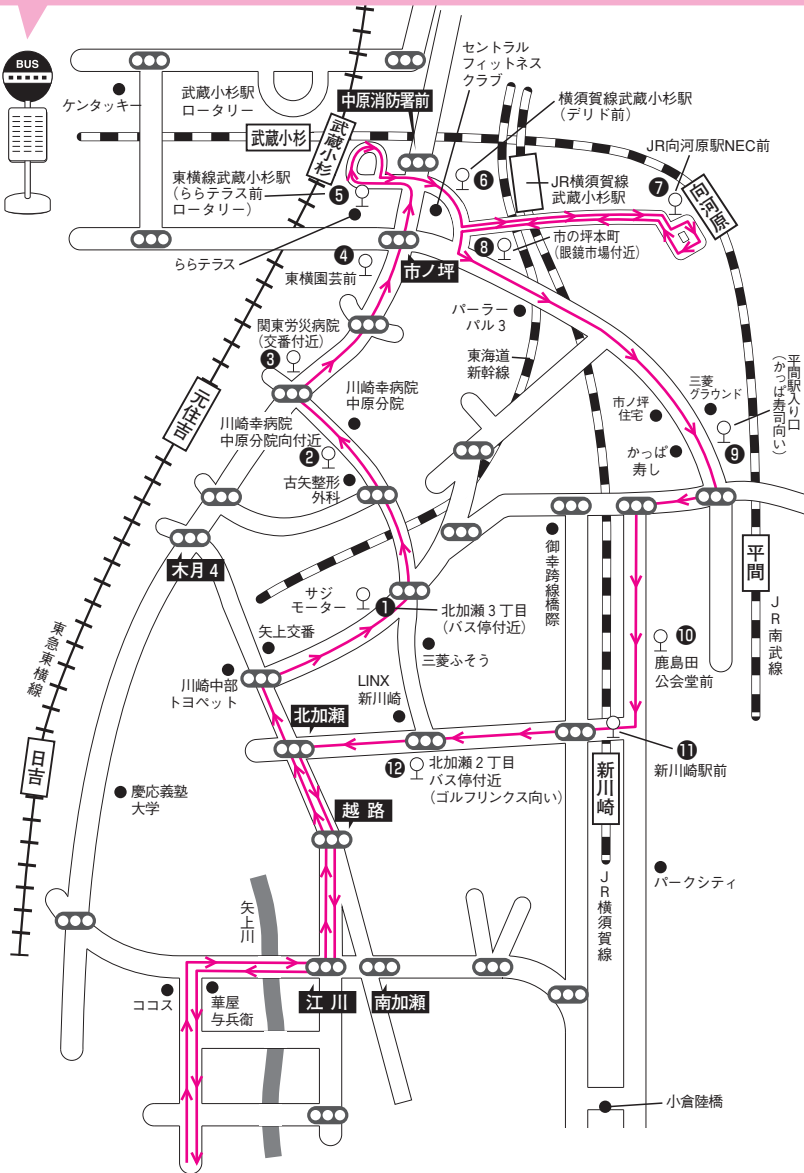 BUS
ケンタッキー
武蔵小杉駅
ロータリー
中原消防署前
セントラル
フィットネス
クラブ
横須賀線武蔵小杉駅
（デリド前）
武蔵小杉
武蔵小杉
JR向河原駅NEC前
東横線武蔵小杉駅
（ららテラス前
ロータリー）
❺
❻
JR横須賀線
武蔵小杉駅
❼
向河原
ららテラス
❹
東横園芸前
市ノ坪
❽
市の坪本町
（眼鏡市場付近）
関東労災病院
（交番付近）
❸
パーラー
パル3
東海道
新幹線
元住吉
川崎幸病院
中原分院
川崎幸病院
中原分院向付近
❷
古矢整形
外科
市ノ坪
住宅
三菱
グラウンド
平間駅入り口
（かっぱ寿司向い）
❾
かっぱ
寿し
木月4
御幸跨線橋際
平間
JR南武線
サジ
モーター
❶
北加瀬3丁目
（バス停付近）
矢上交番
三菱ふそう
❿
鹿島田
公会堂前
東急東横線
川崎中部
トヨペット
LINX
新川崎
北加瀬
⓫
新川崎駅前
⓬
北加瀬2丁目
バス停付近
（ゴルフリンクス向い）
新川崎
日吉
慶応義塾
大学
越路
JR横須賀線
パークシティ
矢上川
ココス
華屋
与兵衛
江川
南加瀬
小倉陸橋